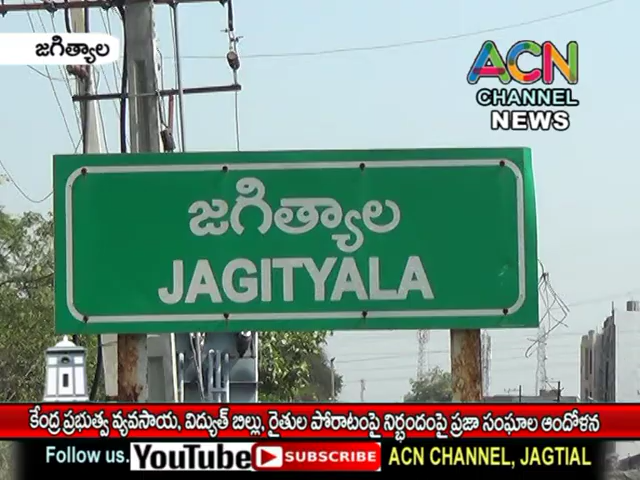 జగిత్యాల
ACN
CHANNEL
NEWS
జగిత్యాల
JAGITYALA
కేంద్ర ప్రభుత్వ వ్యవసాయ, విద్యుత్ బిల్లు, రైతుల పోరాటంపై నిర్భందంపై ప్రజా సంఘాల ఆందోళన
Follow us. YouTube SUBSCRIBE ACN CHANNEL, JAGTIAL